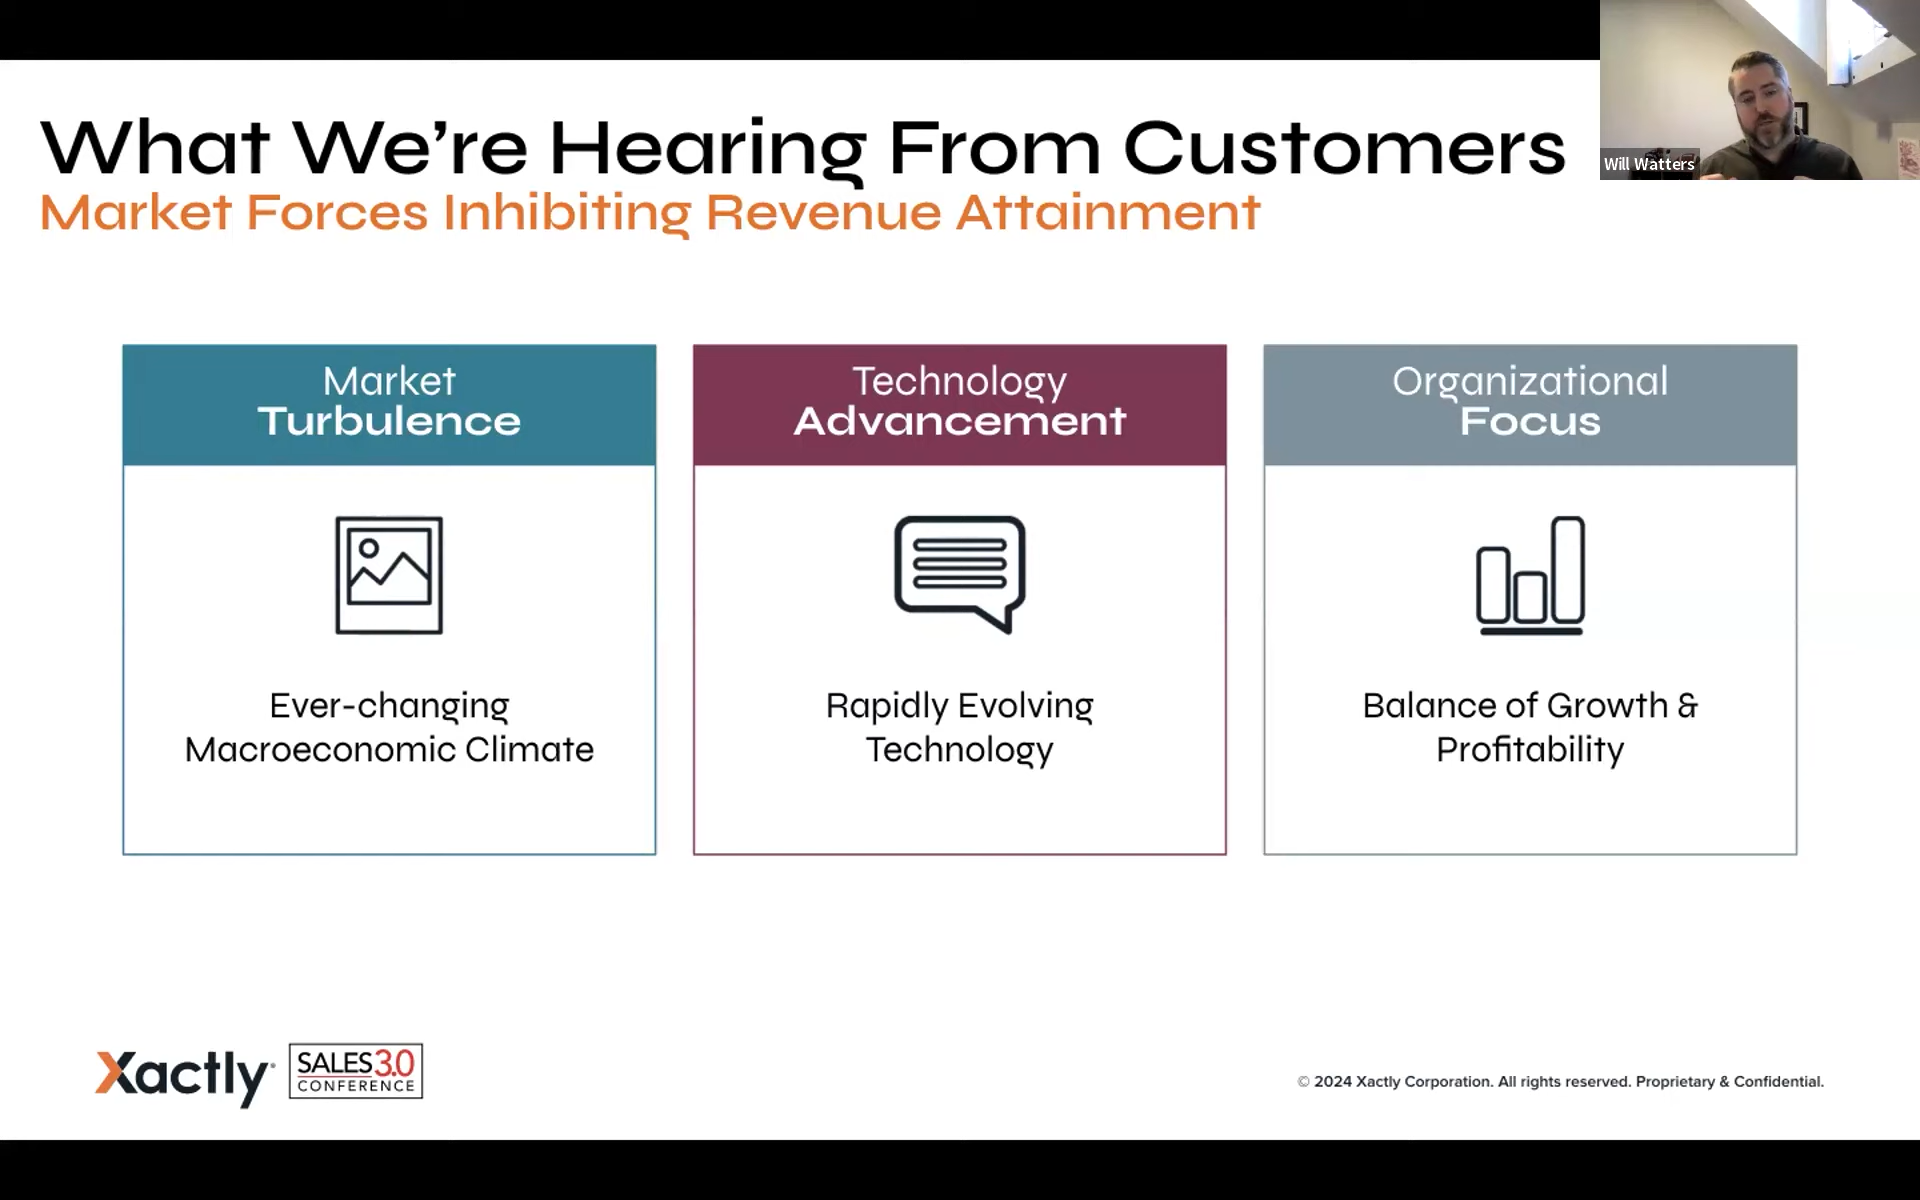 What We're Hearing From Customers
Market Forces Inhibiting Revenue Attainment
Will Watters
Market
Turbulence
Ever-changing
Macroeconomic Climate
Technology
Advancement
Rapidly Evolving
Technology
Organizational
Focus
Balance of Growth &
Profitability
Xactly
SALES 3.0
CONFERENCE
© 2024 Xactly Corporation. All rights reserved. Proprietary & Confidential.